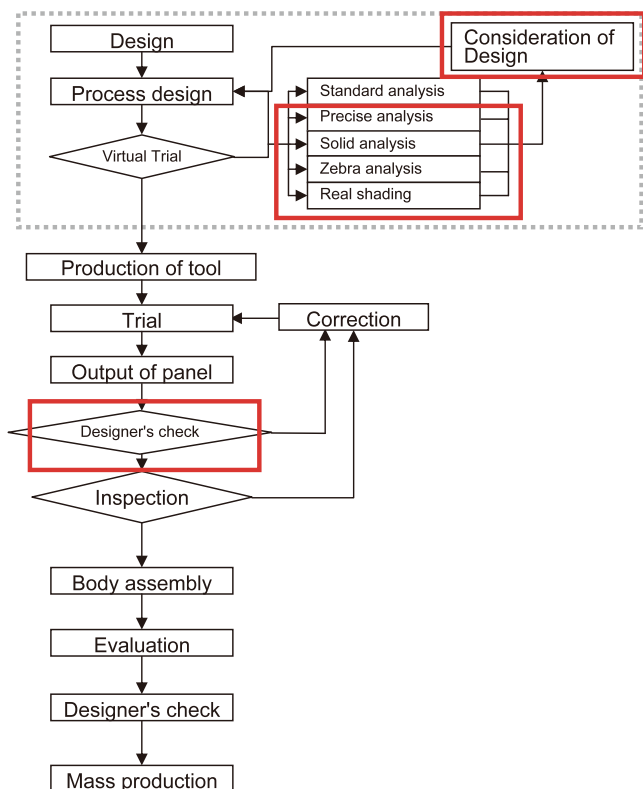 Design
Consideration of
Design
Process design
Standard analysis
Precise analysis
Solid analysis
Zebra analysis
Real shading
Virtual Trial
Production of tool
Trial
Correction
Output of panel
Designer's check
Inspection
Body assembly
Evaluation
Designer's check
Mass production